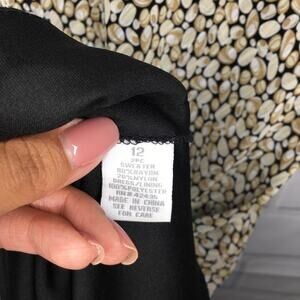 12
2PC
SWEATER
80%RAYON
20%NYLON
DRESS/LINING
100%POLYESTER
RN#42435
MADE IN CHINA
SEE REVERSE
FOR CARE